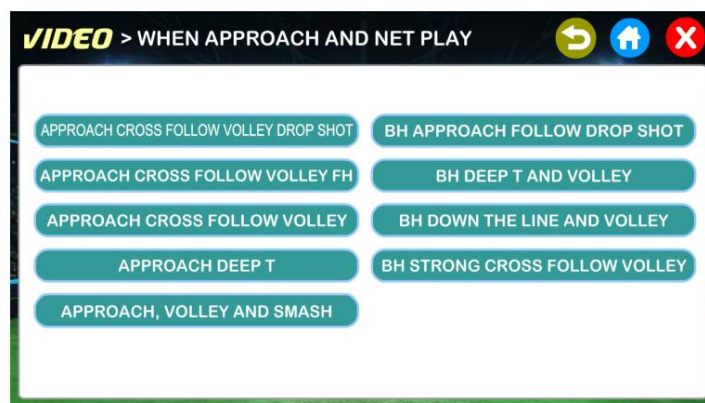 VIDEO > WHEN APPROACH AND NET PLAY
APPROACH CROSS FOLLOW VOLLEY DROP SHOT
APPROACH CROSS FOLLOW VOLLEY FH
APPROACH CROSS FOLLOW VOLLEY
APPROACH DEEP T
APPROACH, VOLLEY AND SMASH
BH APPROACH FOLLOW DROP SHOT
BH DEEP T AND VOLLEY
BH DOWN THE LINE AND VOLLEY
BH STRONG CROSS FOLLOW VOLLEY